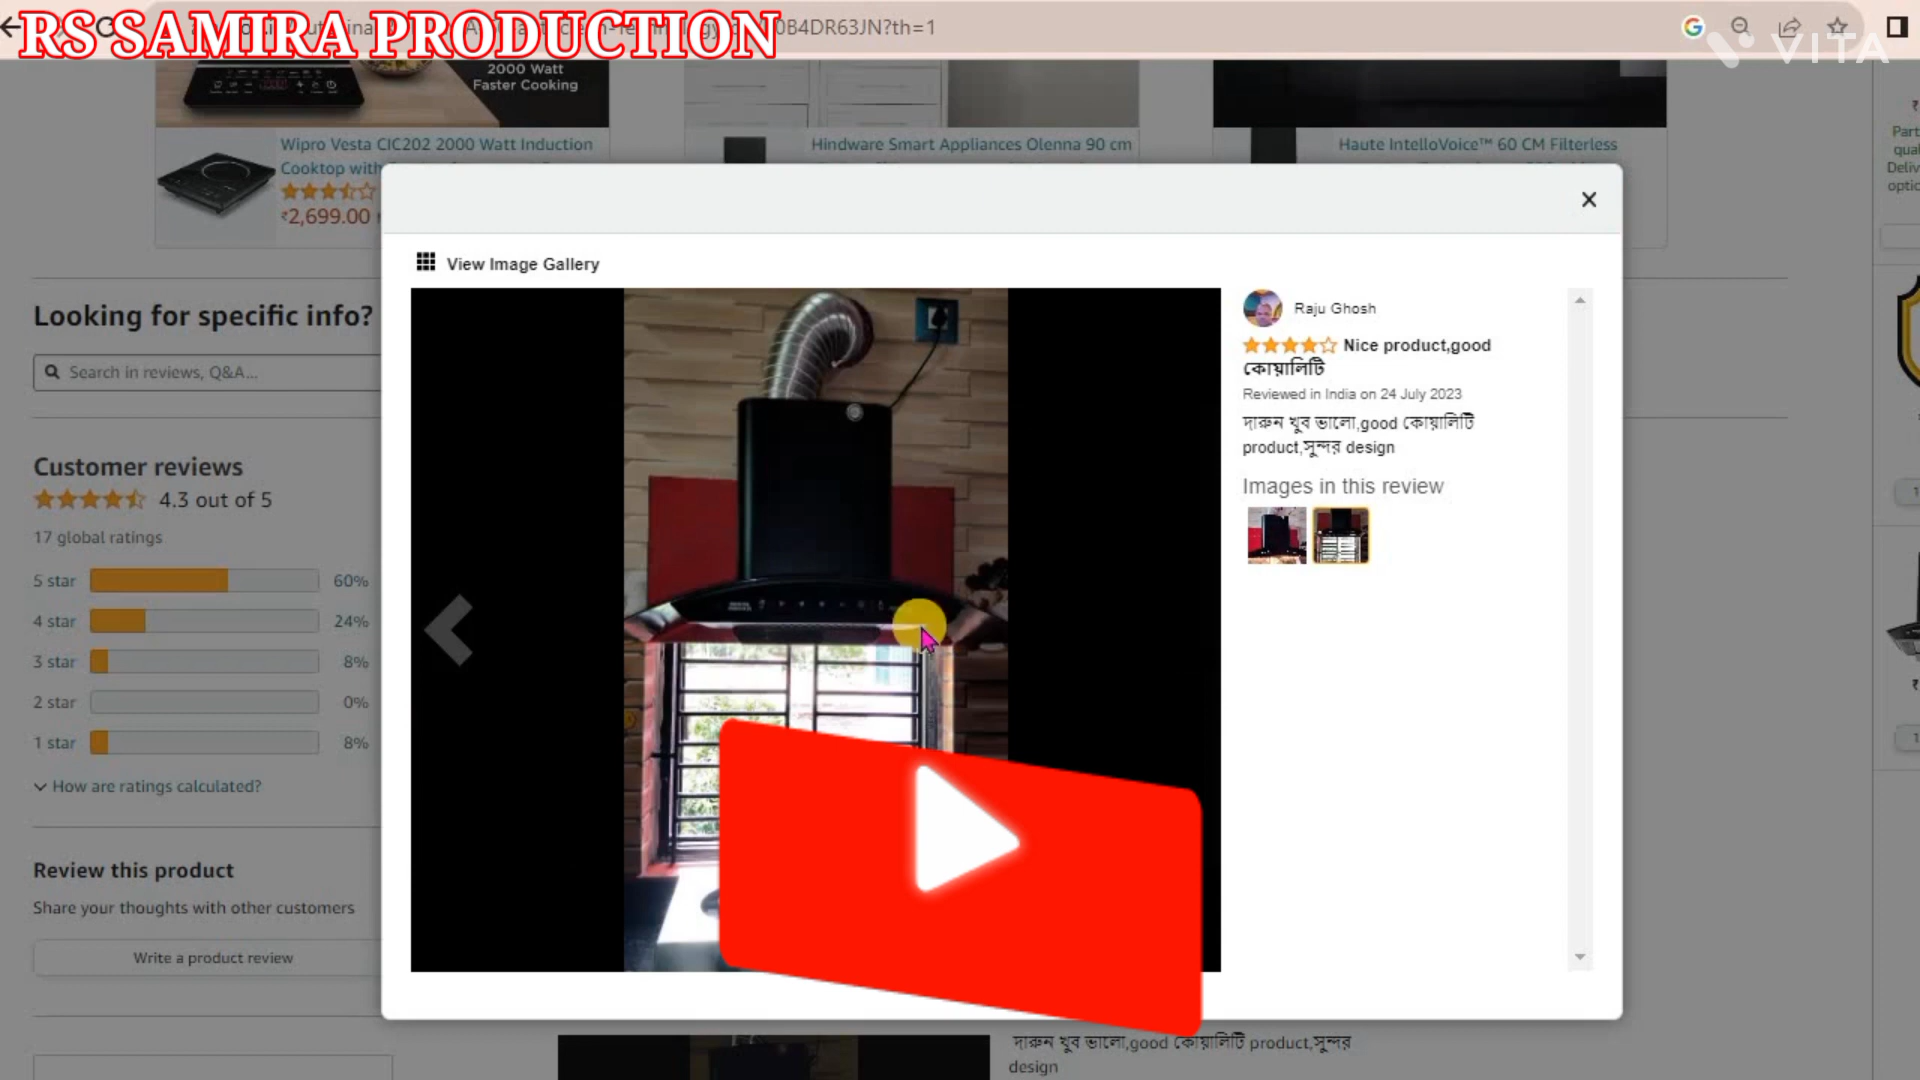 RS SAMIRA PRODUCTION
0B4DR63JN?th=1
VITA
2000 Watt
Faster Cooking
Wipro Vesta CIC202 2000 Watt Induction
Cooktop with
₹2,699.00
Hindware Smart Appliances Olenna 90 cm
Haute IntelloVoice™ 60 CM Filterless
Part
qual
Deliv
optic
View Image Gallery
Looking for specific info?
Search in reviews, Q&A...
Customer reviews
4.3 out of 5
17 global ratings
5 star 60%
4 star 24%
3 star 8%
2 star 0%
1 star 8%
How are ratings calculated?
Review this product
Share your thoughts with other customers
Write a product review
Raju Ghosh
Nice product,good
কোয়ালিটি
Reviewed in India on 24 July 2023
দারুন খুব ভালো,good কোয়ালিটি
product,সুন্দর design
Images in this review
দারুন খুব ভালো,good কোয়ালিটি product,সুন্দর
design